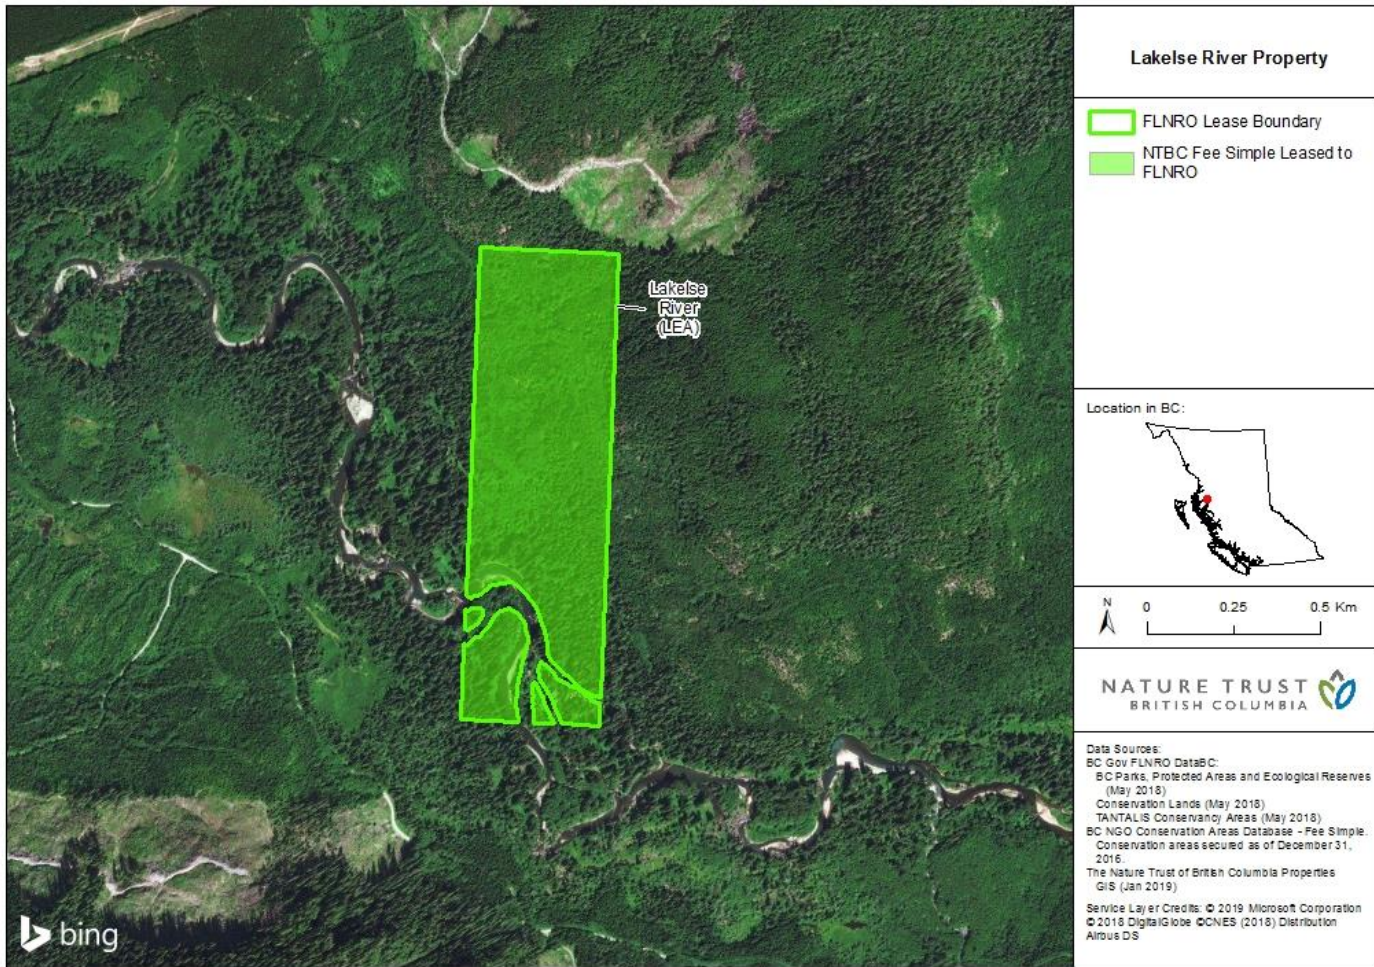 Lakelse River Property
FLNRO Lease Boundary
NTBC Fee Simple Leased to
FLNRO
Lakelse
River
(LEA)
Location in BC:
N
0 0.25 0.5 Km
NATURE TRUST
BRITISH COLUMBIA
Data Sources:
BC Gov FLNRO DataBC:
BC Parks, Protected Areas and Ecological Reserves
(May 2018)
Conservation Lands (May 2018)
TANTALIS Conservancy Areas (May 2018)
BC NGO Conservation Areas Database - Fee Simple.
Conservation areas secured as of December 31,
2016.
The Nature Trust of British Columbia Properties
GIS (Jan 2019)
Service Layer Credits: © 2019 Microsoft Corporation
© 2018 DigitalGlobe ©CNES (2018) Distribution
Airbus DS
bing